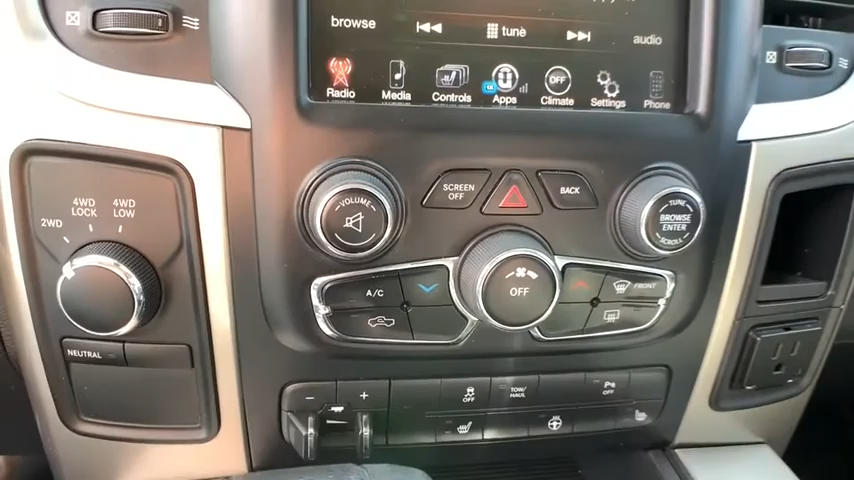 browse
tune
audio
Radio
Media
Controls
Apps
OFF
Climate
Settings
Phone
2WD
4WD LOCK
4WD LOW
NEUTRAL
VOLUME
SCREEN OFF
BACK
TUNE
BROWSE
ENTER
SCROLL
A/C
OFF
FRONT
- +
OFF
TOW/
HAUL
OFF